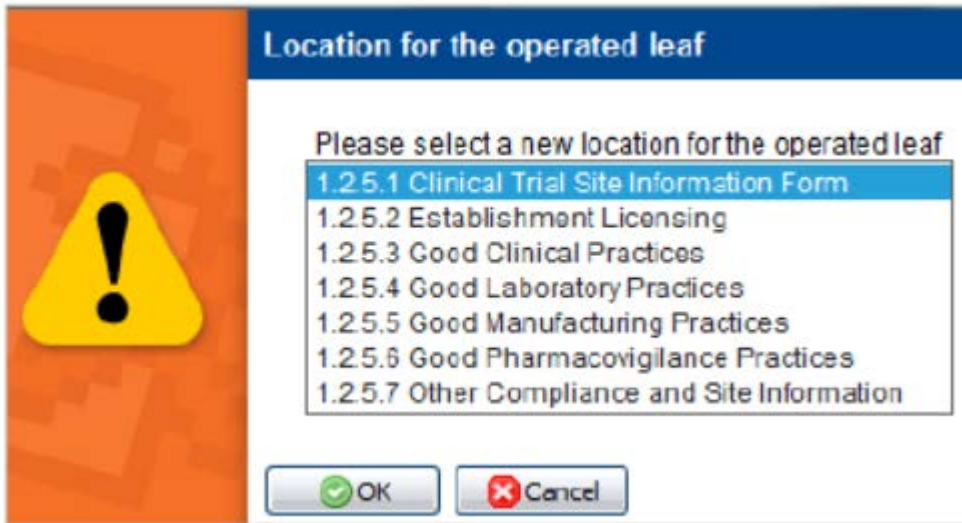 Location for the operated leaf
Please select a new location for the operated leaf
1.2.5.1 Clinical Trial Site Information Form
1.2.5.2 Establishment Licensing
1.2.5.3 Good Clinical Practices
1.2.5.4 Good Laboratory Practices
1.2.5.5 Good Manufacturing Practices
1.2.5.6 Good Pharmacovigilance Practices
1.2.5.7 Other Compliance and Site Information
OK Cancel